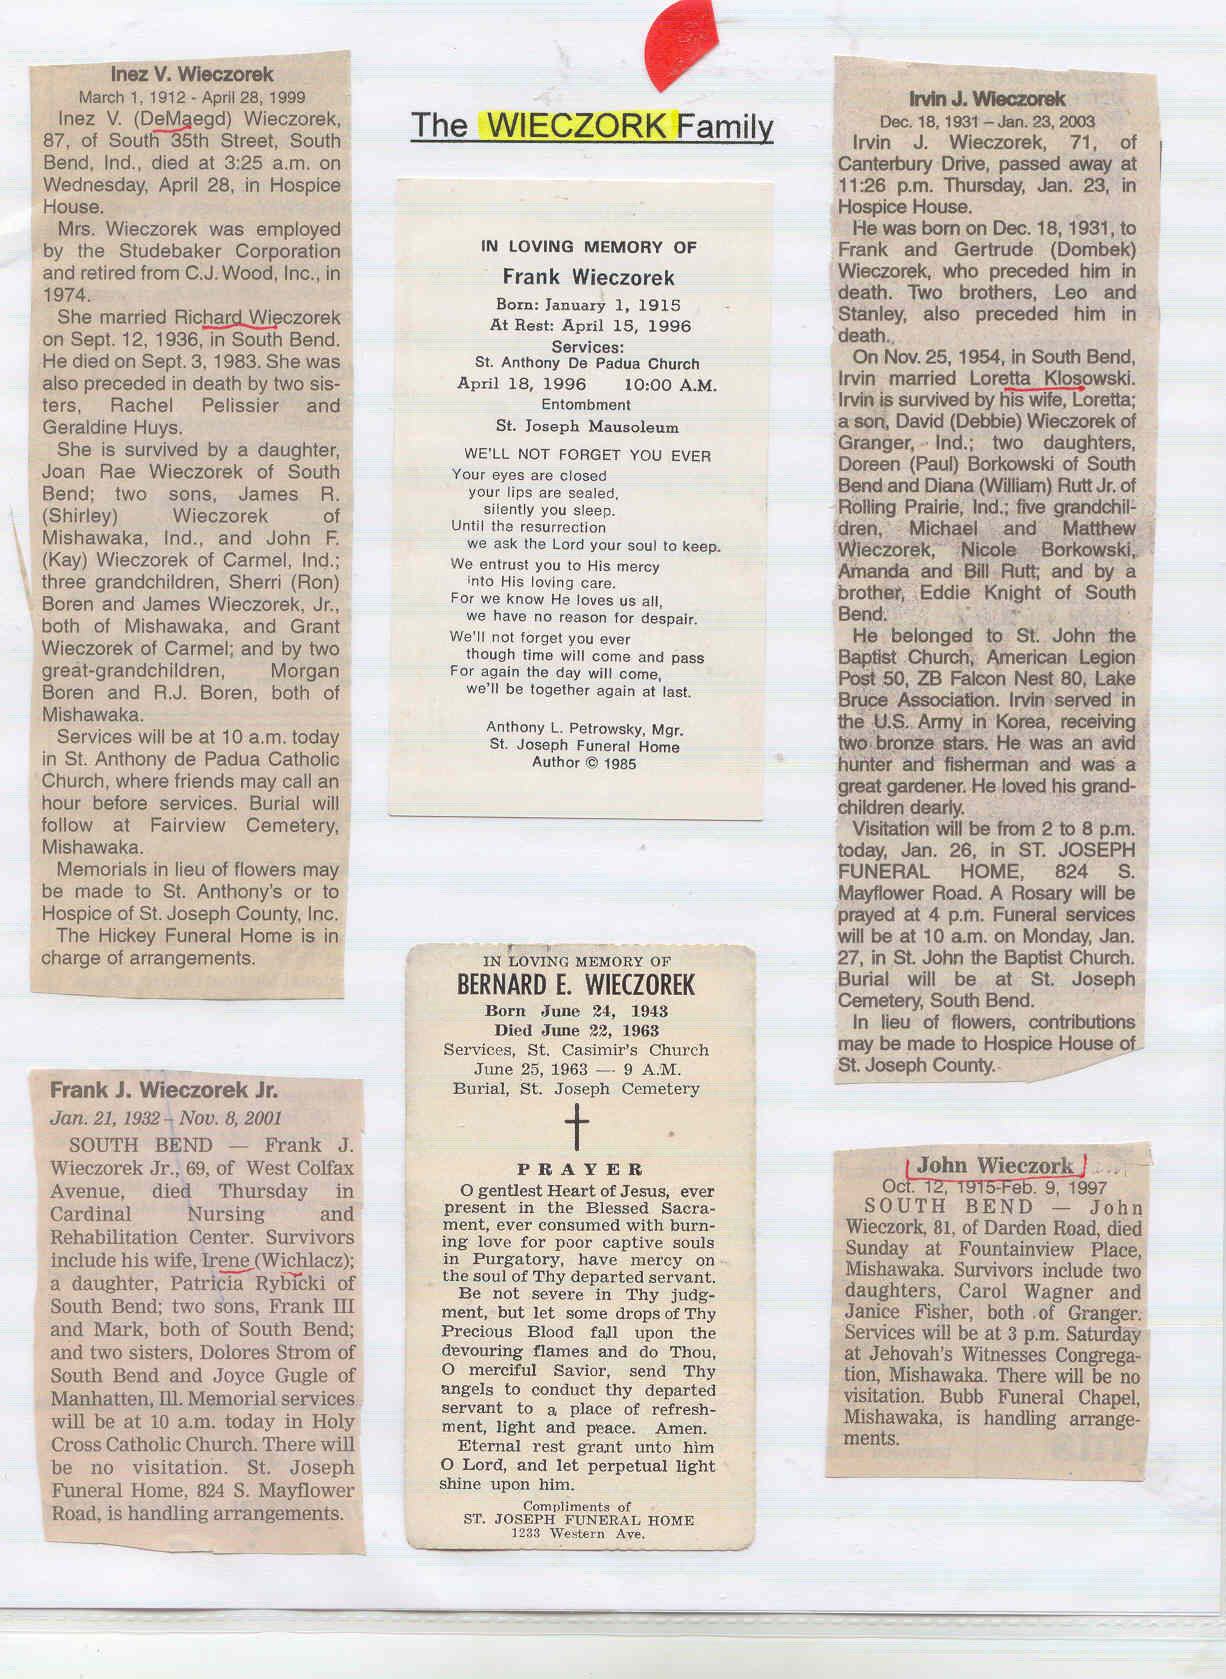 The WIECZORK Family
Inez V. Wieczorek
March 1, 1912 - April 28, 1999
Inez V. (DeMaegd) Wieczorek,
87, of South 35th Street, South
Bend, Ind., died at 3:25 a.m. on
Wednesday, April 28, in Hospice
House.
Mrs. Wieczorek was employed
by the Studebaker Corporation
and retired from C.J. Wood, Inc., in
1974.
She married Richard Wieczorek
on Sept. 12, 1936, in South Bend.
He died on Sept. 3, 1983. She was
also preceded in death by two sis-
ters, Rachel Pelissier and
Geraldine Huys.
She is survived by a daughter,
Joan Rae Wieczorek of South
Bend; two sons, James R.
(Shirley) Wieczorek of
Mishawaka, Ind., and John F.
(Kay) Wieczorek of Carmel, Ind.;
three grandchildren, Sherri (Ron)
Boren and James Wieczorek, Jr.,
both of Mishawaka, and Grant
Wieczorek of Carmel; and by two
great-grandchildren, Morgan
Boren and R.J. Boren, both of
Mishawaka.
Services will be at 10 a.m. today
in St. Anthony de Padua Catholic
Church, where friends may call an
hour before services. Burial will
follow at Fairview Cemetery,
Mishawaka.
Memorials in lieu of flowers may
be made to St. Anthony's or to
Hospice of St. Joseph County, Inc.
The Hickey Funeral Home is in
charge of arrangements.
Frank J. Wieczorek Jr.
Jan. 21, 1932 – Nov. 8, 2001
SOUTH BEND — Frank J.
Wieczorek Jr., 69, of West Colfax
Avenue, died Thursday in
Cardinal Nursing and
Rehabilitation Center. Survivors
include his wife, Irene (Wichlacz);
a daughter, Patricia Rybicki of
South Bend; two sons, Frank III
and Mark, both of South Bend;
and two sisters, Dolores Strom of
South Bend and Joyce Gugle of
Manhatten, Ill. Memorial services
will be at 10 a.m. today in Holy
Cross Catholic Church. There will
be no visitation. St. Joseph
Funeral Home, 824 S. Mayflower
Road, is handling arrangements.
IN LOVING MEMORY OF
Frank Wieczorek
Born: January 1, 1915
At Rest: April 15, 1996
Services:
St. Anthony De Padua Church
April 18, 1996 10:00 A.M.
Entombment
St. Joseph Mausoleum
WE'LL NOT FORGET YOU EVER
Your eyes are closed
your lips are sealed,
silently you sleep.
Until the resurrection
we ask the Lord your soul to keep.
We entrust you to His mercy
into His loving care.
For we know He loves us all,
we have no reason for despair.
We'll not forget you ever
though time will come and pass
For again the day will come,
we'll be together again at last.
Anthony L. Petrowsky, Mgr.
St. Joseph Funeral Home
Author © 1985
IN LOVING MEMORY OF
BERNARD E. WIECZOREK
Born June 24, 1943
Died June 22, 1963
Services, St. Casimir's Church
June 25, 1963 — 9 A.M.
Burial, St. Joseph Cemetery
PRAYER
O gentlest Heart of Jesus, ever
present in the Blessed Sacra-
ment, ever consumed with burn-
ing love for poor captive souls
in Purgatory, have mercy on
the soul of Thy departed servant.
Be not severe in Thy judg-
ment, but let some drops of Thy
Precious Blood fall upon the
devouring flames and do Thou,
O merciful Savior, send Thy
angels to conduct thy departed
servant to a place of refresh-
ment, light and peace. Amen.
Eternal rest grant unto him
O Lord, and let perpetual light
shine upon him.
Compliments of
ST. JOSEPH FUNERAL HOME
1233 Western Ave.
Irvin J. Wieczorek
Dec. 18, 1931 – Jan. 23, 2003
Irvin J. Wieczorek, 71, of
Canterbury Drive, passed away at
11:26 p.m. Thursday, Jan. 23, in
Hospice House.
He was born on Dec. 18, 1931, to
Frank and Gertrude (Dombek)
Wieczorek, who preceded him in
death. Two brothers, Leo and
Stanley, also preceded him in
death.
On Nov. 25, 1954, in South Bend,
Irvin married Loretta Klosowski.
Irvin is survived by his wife, Loretta;
a son, David (Debbie) Wieczorek of
Granger, Ind.; two daughters,
Doreen (Paul) Borkowski of South
Bend and Diana (William) Rutt Jr. of
Rolling Prairie, Ind.; five grandchil-
dren, Michael and Matthew
Wieczorek, Nicole Borkowski,
Amanda and Bill Rutt; and by a
brother, Eddie Knight of South
Bend.
He belonged to St. John the
Baptist Church, American Legion
Post 50, ZB Falcon Nest 80, Lake
Bruce Association. Irvin served in
the U.S. Army in Korea, receiving
two bronze stars. He was an avid
hunter and fisherman and was a
great gardener. He loved his grand-
children dearly.
Visitation will be from 2 to 8 p.m.
today, Jan. 26, in ST. JOSEPH
FUNERAL HOME, 824 S.
Mayflower Road. A Rosary will be
prayed at 4 p.m. Funeral services
will be at 10 a.m. on Monday, Jan.
27, in St. John the Baptist Church.
Burial will be at St. Joseph
Cemetery, South Bend.
In lieu of flowers, contributions
may be made to Hospice House of
St. Joseph County.
John Wieczork
Oct. 12, 1915-Feb. 9, 1997
SOUTH BEND — John
Wieczork, 81, of Darden Road, died
Sunday at Fountainview Place,
Mishawaka. Survivors include two
daughters, Carol Wagner and
Janice Fisher, both of Granger.
Services will be at 3 p.m. Saturday
at Jehovah's Witnesses Congrega-
tion, Mishawaka. There will be no
visitation. Bubb Funeral Chapel,
Mishawaka, is handling arrange-
ments.